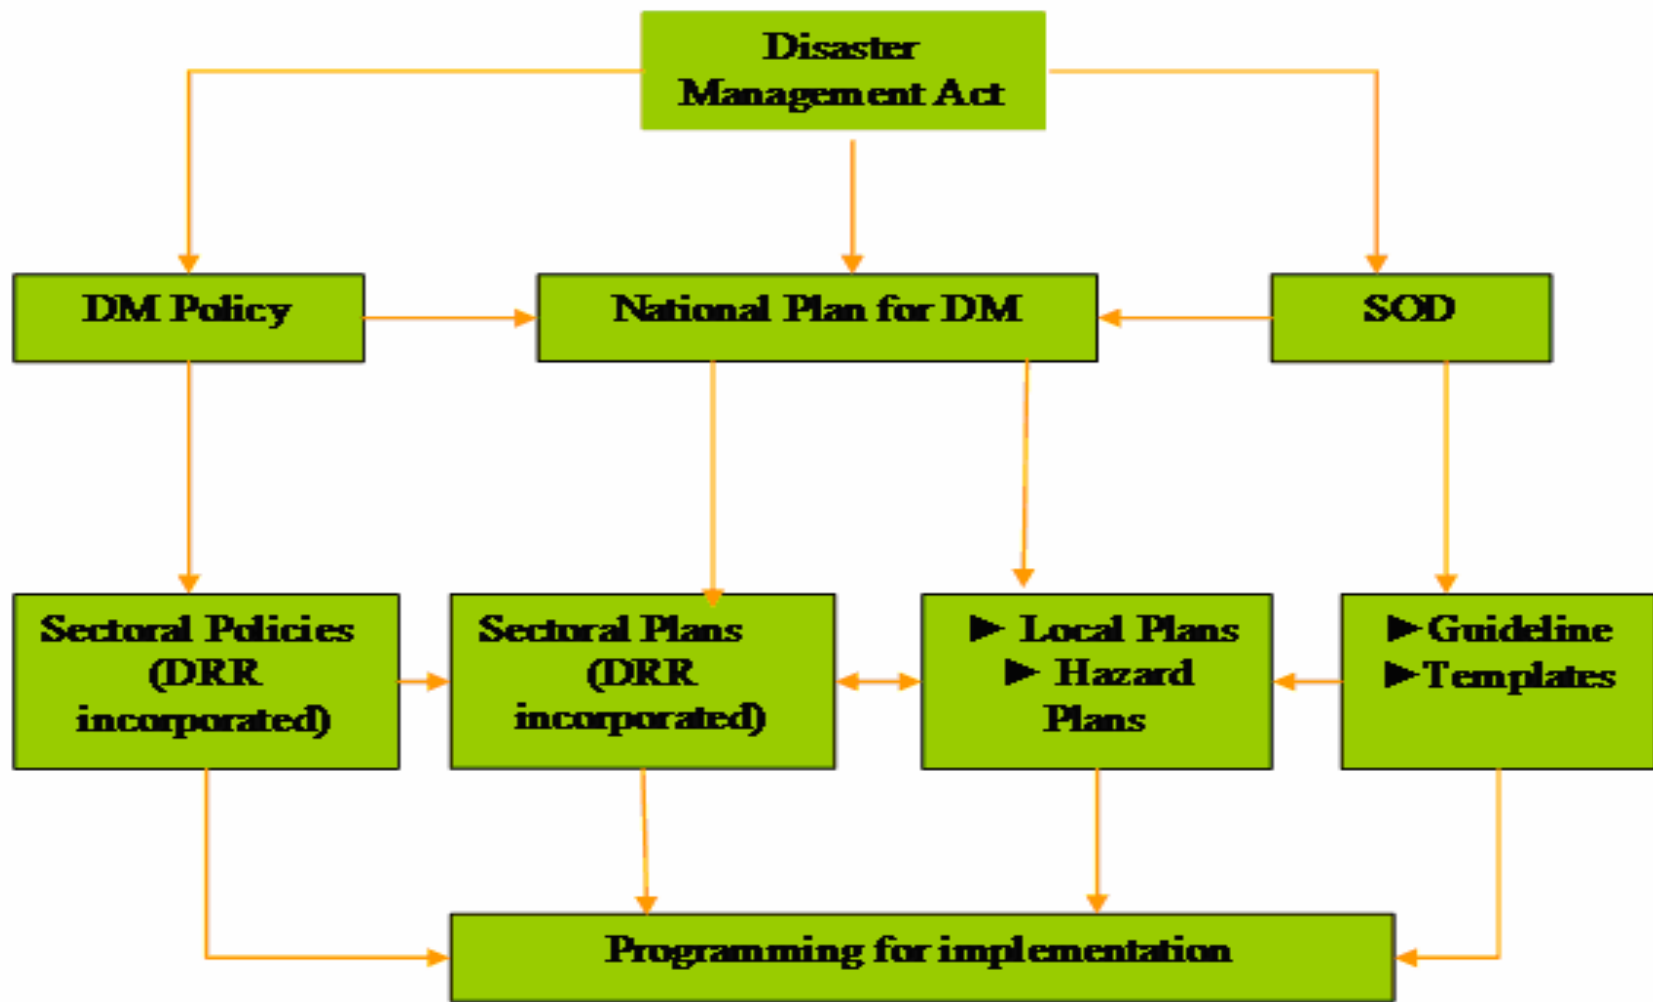 Disaster
Management Act
DM Policy
National Plan for DM
SOD
Sectoral Policies
(DRR
incorporated)
Sectoral Plans
(DRR
incorporated)
► Local Plans
► Hazard
Plans
►Guideline
►Templates
Programming for implementation